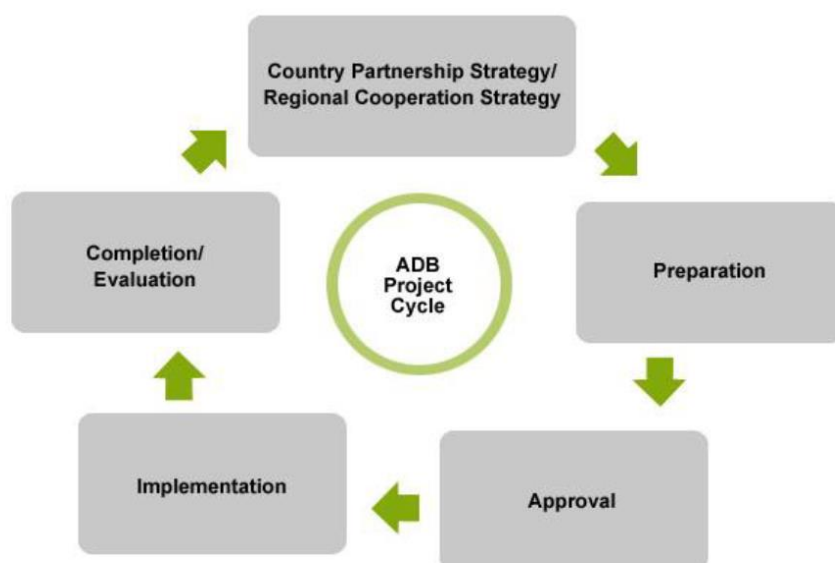 Country Partnership Strategy/
Regional Cooperation Strategy
Preparation
Approval
Implementation
Completion/
Evaluation
ADB
Project
Cycle